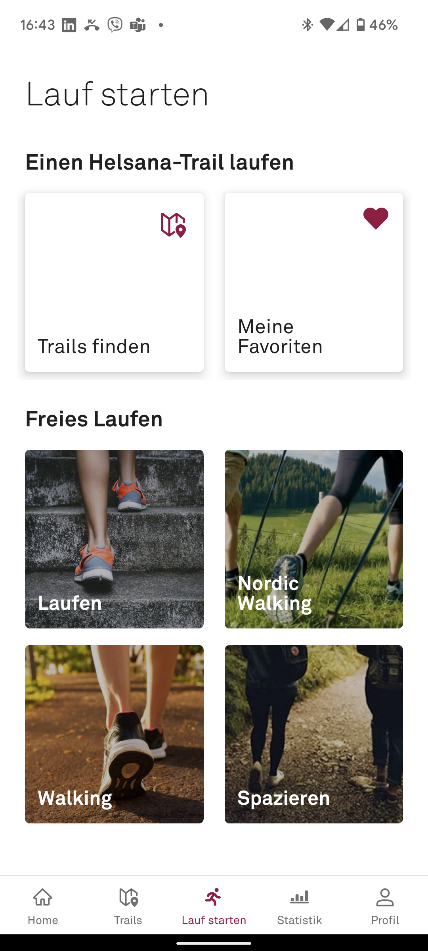 16:43
46%
Lauf starten
Einen Helsana-Trail laufen
Trails finden
Meine
Favoriten
Freies Laufen
Laufen
Nordic
Walking
Walking
Spazieren
Home
Trails
Lauf starten
Statistik
Profil